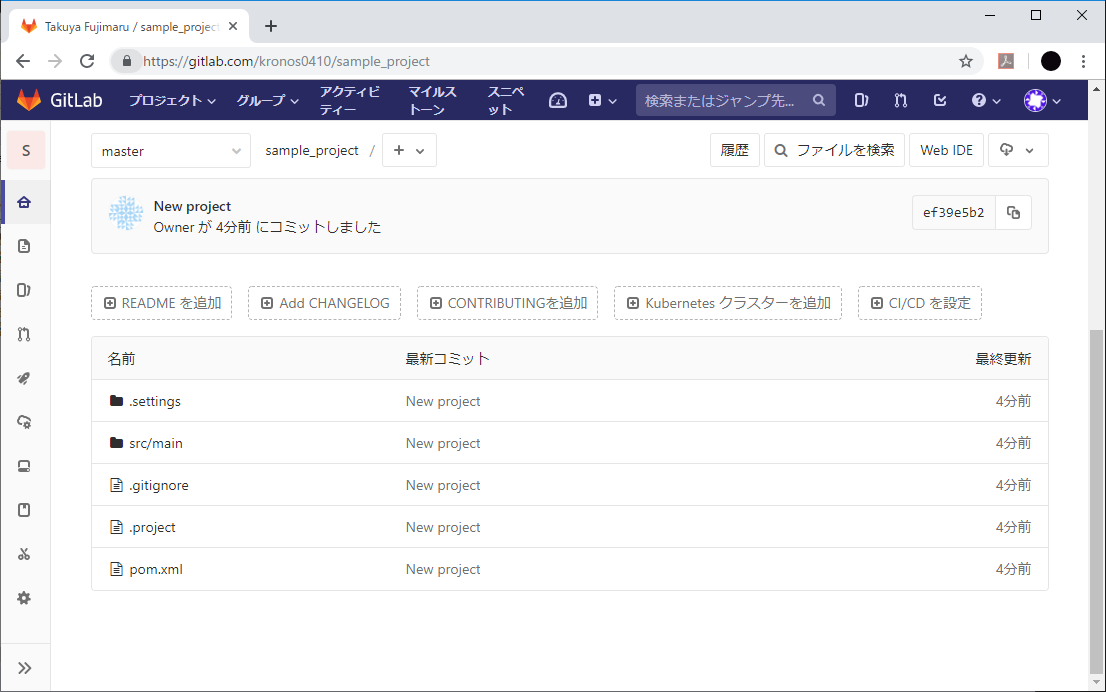 Takuya Fujimaru / sample_project
https://gitlab.com/kronos0410/sample_project
GitLab プロジェクト グループ アクティビティー マイルストーン スニペット 検索またはジャンプ先...
S master sample_project / + 履歴 ファイルを検索 Web IDE
New project
Owner が 4分前 にコミットしました
ef39e5b2
README を追加 Add CHANGELOG CONTRIBUTINGを追加 Kubernetes クラスターを追加 CI/CD を設定
名前 最新コミット 最終更新
.settings New project 4分前
src/main New project 4分前
.gitignore New project 4分前
.project New project 4分前
pom.xml New project 4分前